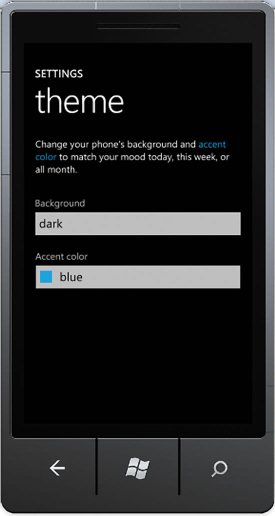 SETTINGS
theme
Change your phone's background and accent
color to match your mood today, this week, or
all month.
Background
dark
Accent color
blue